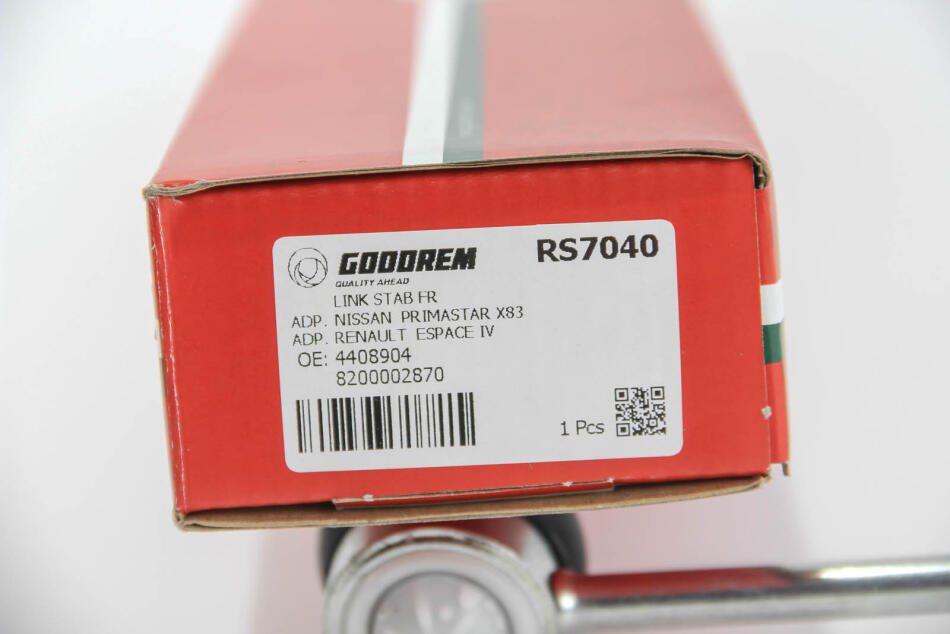 GOODREM
QUALITY AHEAD
RS7040
LINK STAB FR
ADP. NISSAN PRIMASTAR X83
ADP. RENAULT ESPACE IV
OE: 4408904
8200002870
1 Pcs